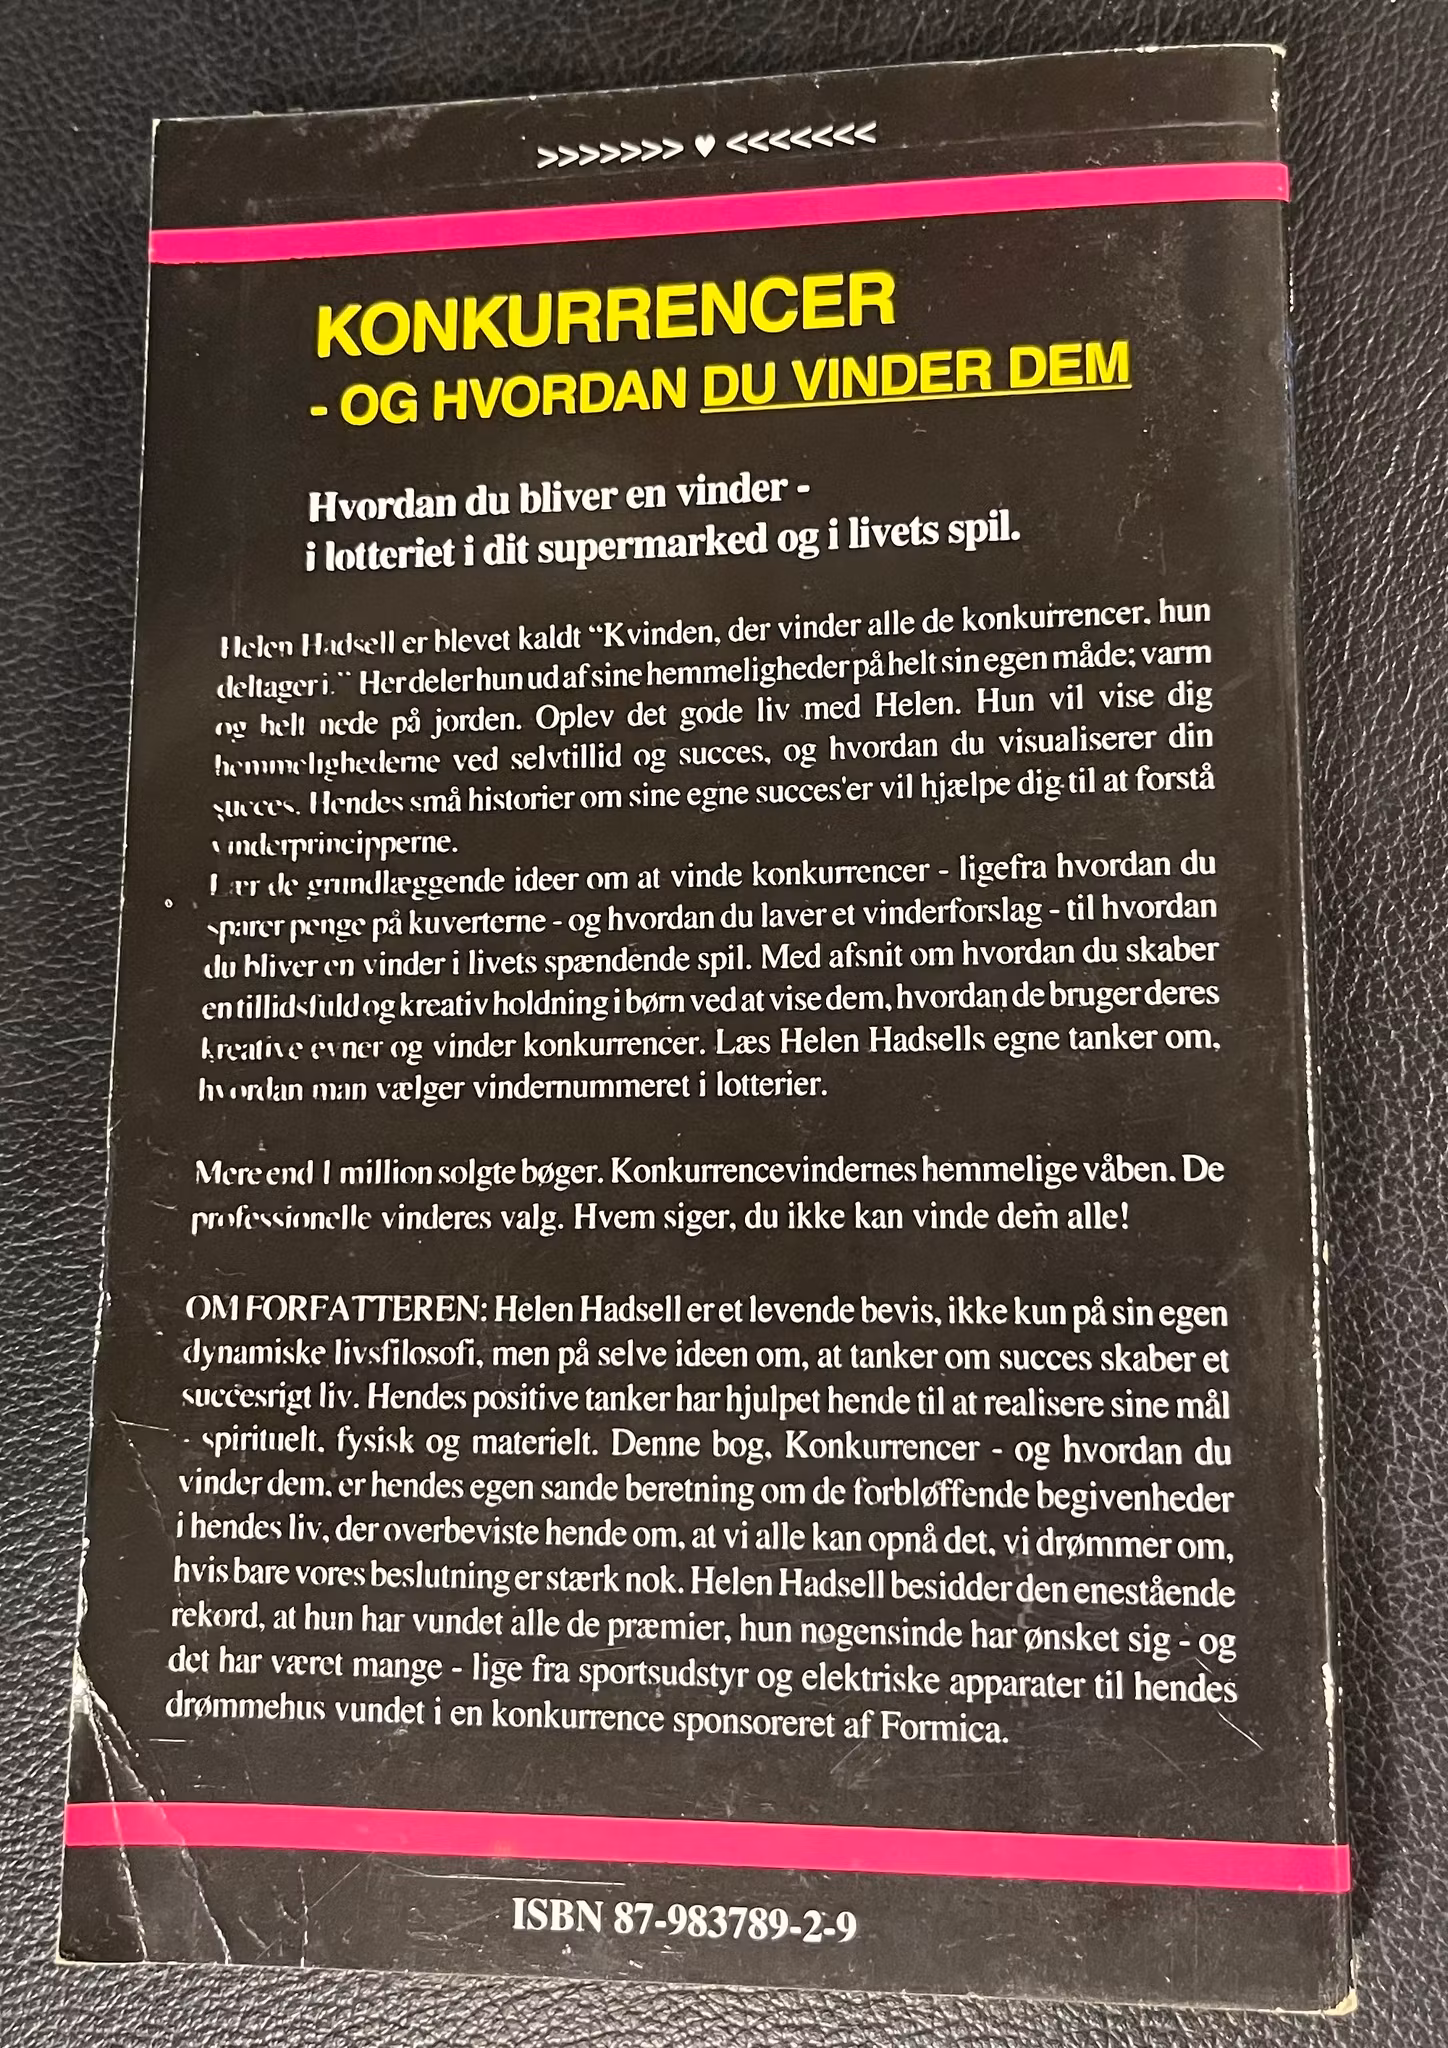 >>>>>>> ♥ <<<<<<<
KONKURRENCER
- OG HVORDAN DU VINDER DEM
Hvordan du bliver en vinder -
i lotteriet i dit supermarked og i livets spil.
Helen Hadsell er blevet kaldt “Kvinden, der vinder alle de konkurrencer, hun
deltager i.” Her deler hun ud af sine hemmeligheder på helt sin egen måde; varm
og helt nede på jorden. Oplev det gode liv med Helen. Hun vil vise dig
hemmelighederne ved selvtillid og succes, og hvordan du visualiserer din
succes. Hendes små historier om sine egne succes'er vil hjælpe dig til at forstå
vinderprincipperne.
Lær de grundlæggende ideer om at vinde konkurrencer - ligefra hvordan du
sparer penge på kuverterne - og hvordan du laver et vinderforslag - til hvordan
du bliver en vinder i livets spændende spil. Med afsnit om hvordan du skaber
en tillidsfuld og kreativ holdning i børn ved at vise dem, hvordan de bruger deres
kreative evner og vinder konkurrencer. Læs Helen Hadsells egne tanker om,
hvordan man vælger vindernummeret i lotterier.
Mere end 1 million solgte bøger. Konkurrencevindernes hemmelige våben. De
professionelle vinderes valg. Hvem siger, du ikke kan vinde dem alle!
OM FORFATTEREN: Helen Hadsell er et levende bevis, ikke kun på sin egen
dynamiske livsfilosofi, men på selve ideen om, at tanker om succes skaber et
succesrigt liv. Hendes positive tanker har hjulpet hende til at realisere sine mål
- spirituelt, fysisk og materielt. Denne bog, Konkurrencer - og hvordan du
vinder dem, er hendes egen sande beretning om de forbløffende begivenheder
i hendes liv, der overbeviste hende om, at vi alle kan opnå det, vi drømmer om,
hvis bare vores beslutning er stærk nok. Helen Hadsell besidder den enestående
rekord, at hun har vundet alle de præmier, hun nogensinde har ønsket sig - og
det har været mange - lige fra sportsudstyr og elektriske apparater til hendes
drømmehus vundet i en konkurrence sponsoreret af Formica.
ISBN 87-983789-2-9